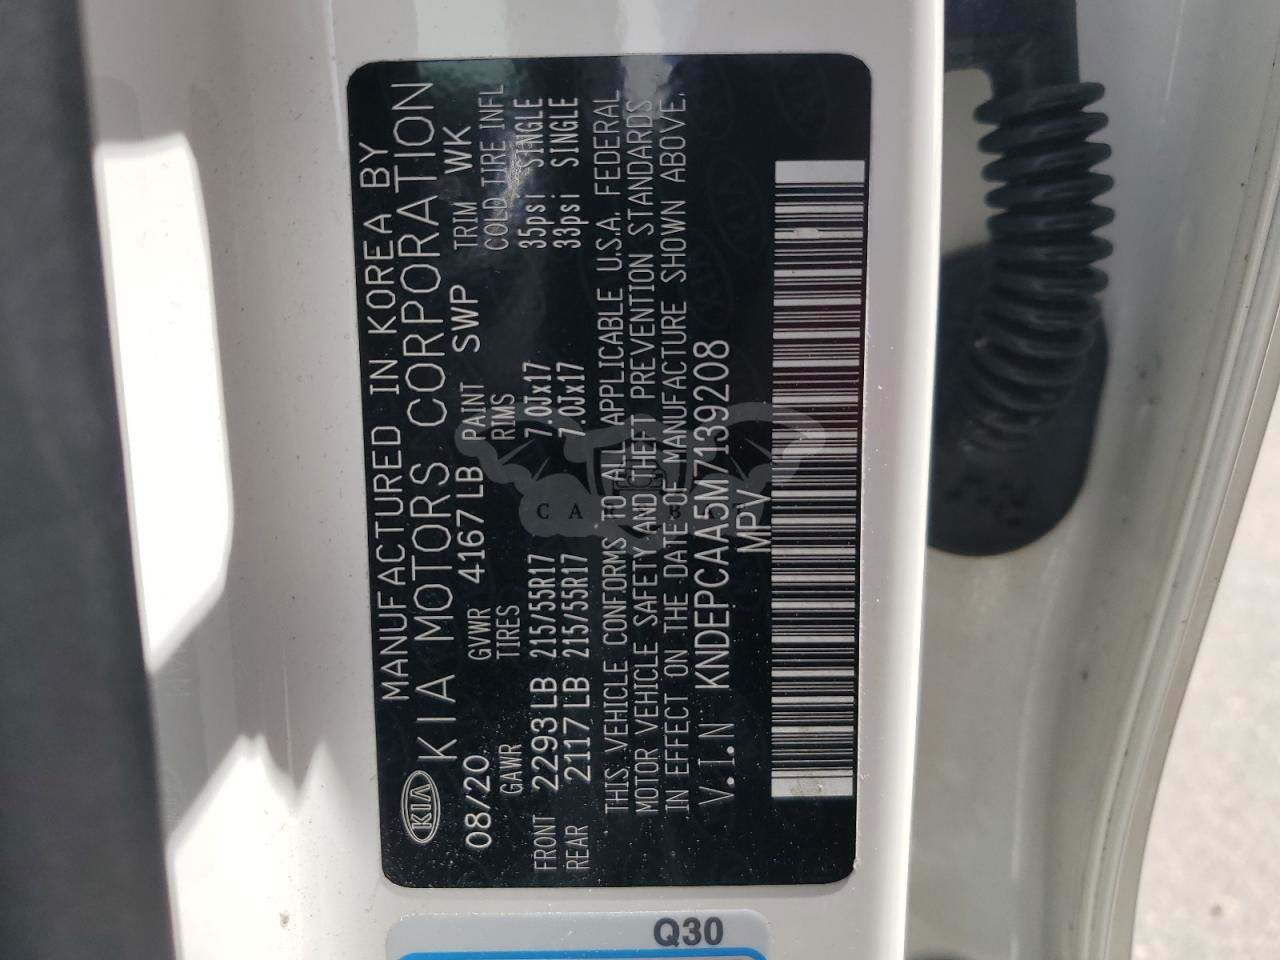 MANUFACTURED IN KOREA BY
KIA KIA MOTORS CORPORATION
08/20 GVWR 4167 LB PAINT SWP TRIM WK
GAWR TIRES RIMS COLD TIRE INFL
FRONT 2293 LB 215/55R17 7.0Jx17 35psi SINGLE
REAR 2117 LB 215/55R17 7.0Jx17 33psi SINGLE
THIS VEHICLE CONFORMS TO ALL APPLICABLE U.S.A. FEDERAL
MOTOR VEHICLE SAFETY AND THEFT PREVENTION STANDARDS
IN EFFECT ON THE DATE OF MANUFACTURE SHOWN ABOVE.
V.I.N KNDEPCAA5M7139208
MPV
Q30